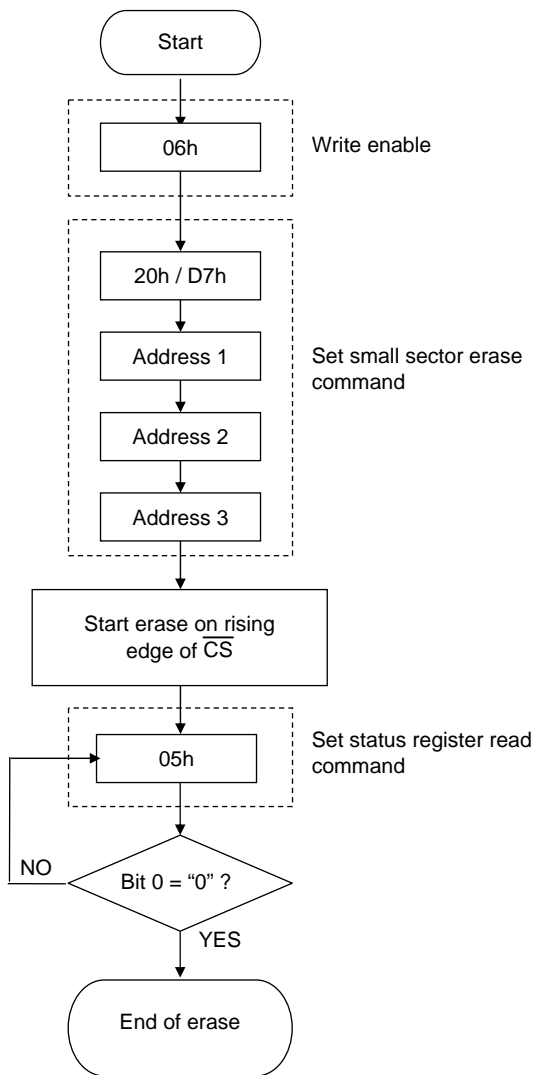 Start
06h
Write enable
20h / D7h
Address 1
Set small sector erase
command
Address 2
Address 3
Start erase on rising
edge of C̅S̅
Set status register read
command
05h
NO
Bit 0 = “0” ?
YES
End of erase